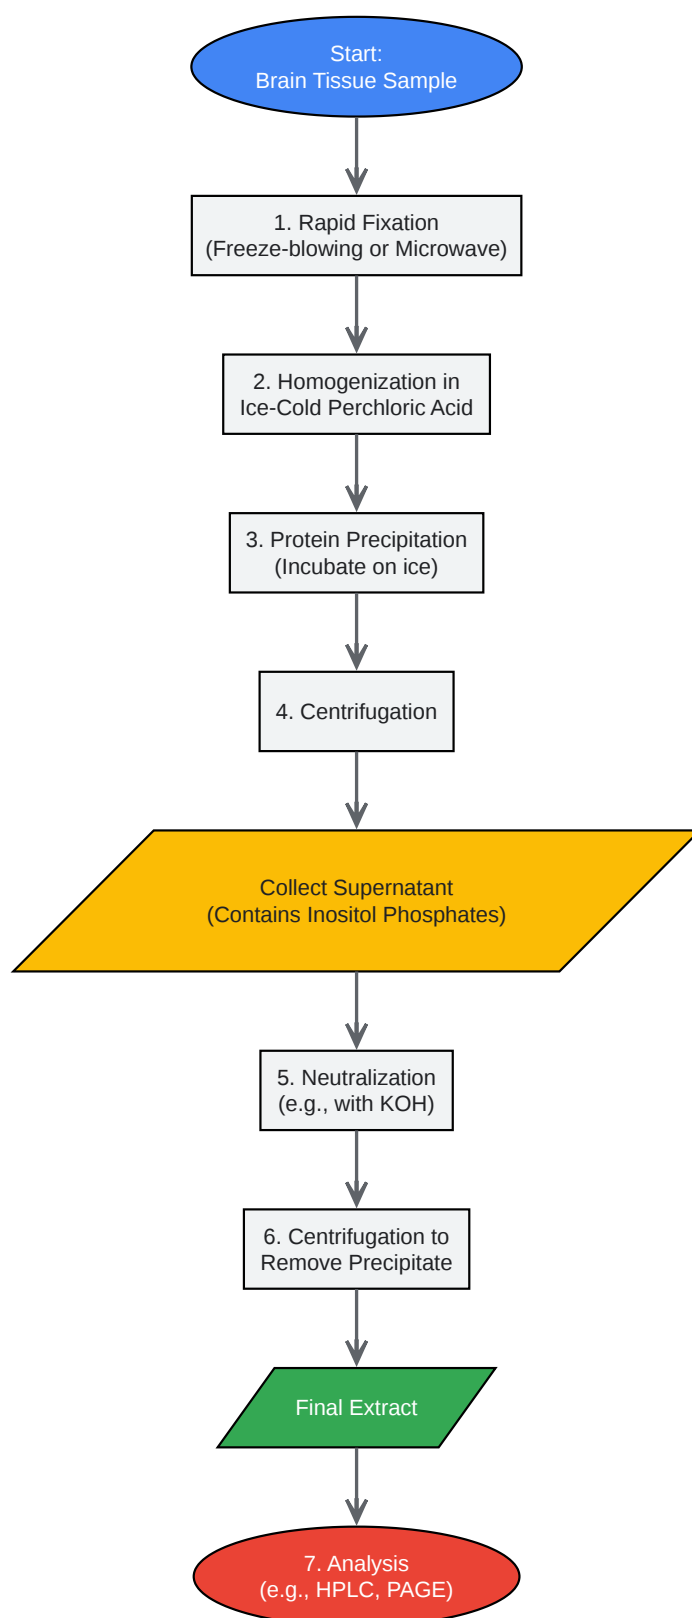 Start:
Brain Tissue Sample
1. Rapid Fixation
(Freeze-blowing or Microwave)
2. Homogenization in
Ice-Cold Perchloric Acid
3. Protein Precipitation
(Incubate on ice)
4. Centrifugation
Collect Supernatant
(Contains Inositol Phosphates)
5. Neutralization
(e.g., with KOH)
6. Centrifugation to
Remove Precipitate
Final Extract
7. Analysis
(e.g., HPLC, PAGE)